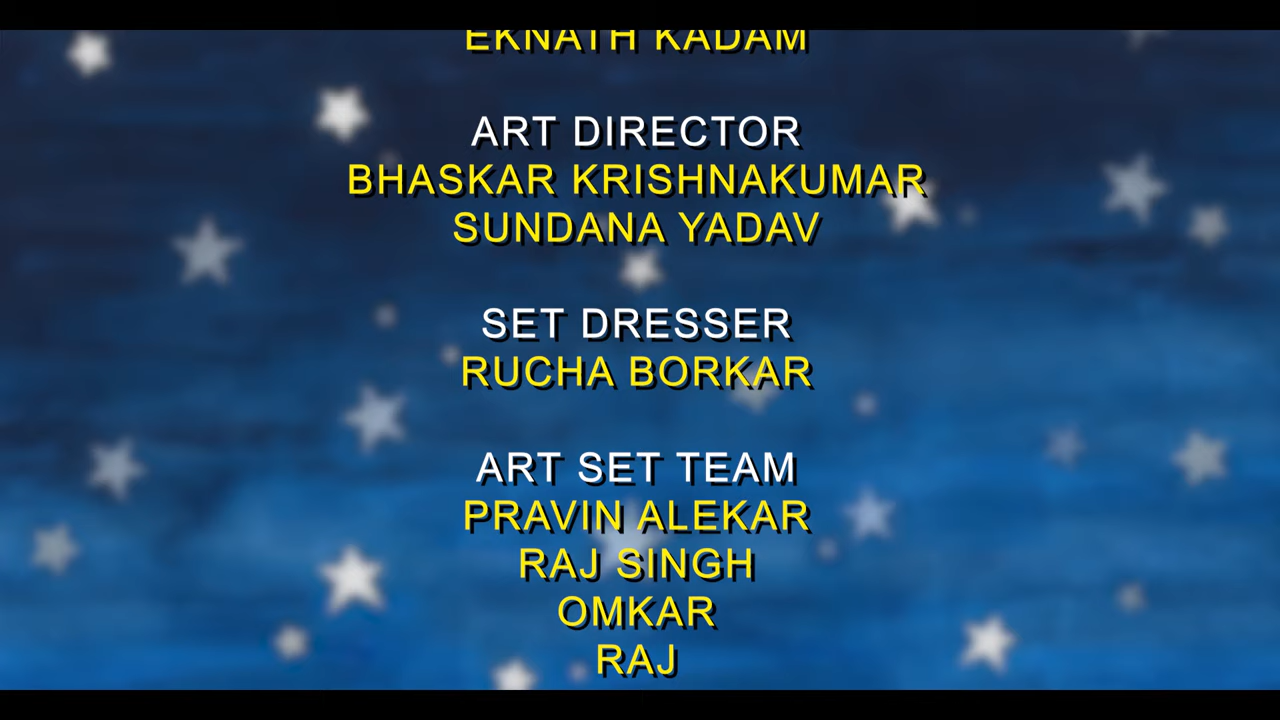 EKNATH KADAM
ART DIRECTOR
BHASKAR KRISHNAKUMAR
SUNDANA YADAV
SET DRESSER
RUCHA BORKAR
ART SET TEAM
PRAVIN ALEKAR
RAJ SINGH
OMKAR
RAJ